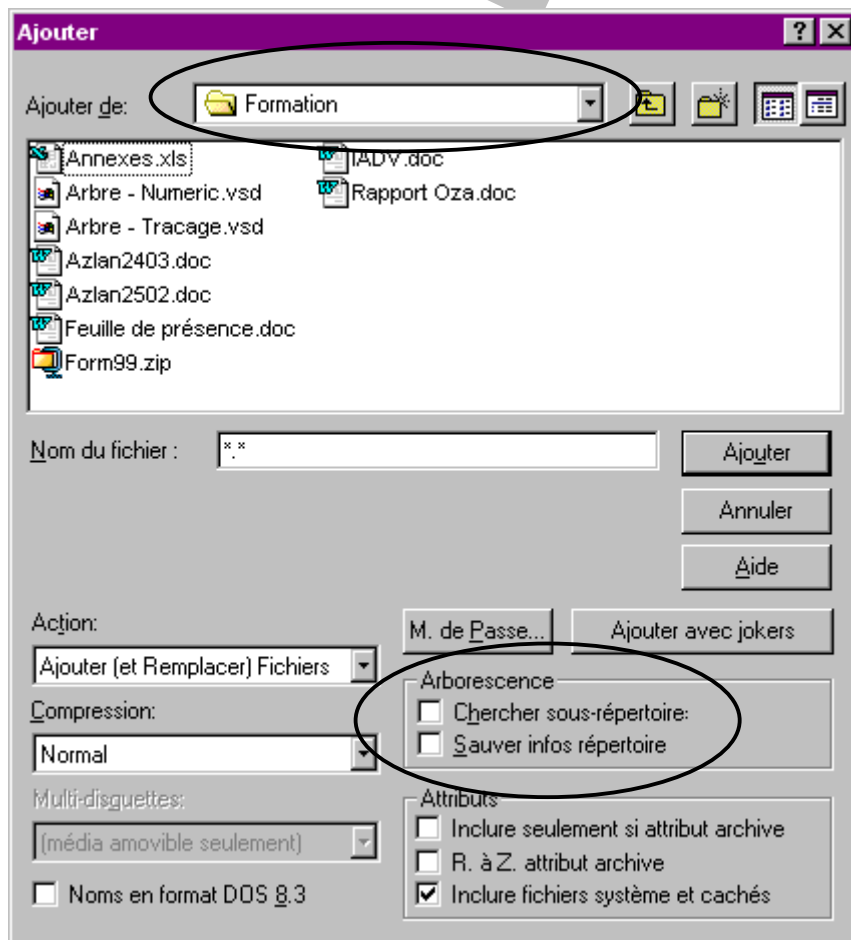 Ajouter
Ajouter de:
Formation
Annexes.xls
IADV.doc
Arbre - Numeric.vsd
Rapport Oza.doc
Arbre - Tracage.vsd
Azlan2403.doc
Azlan2502.doc
Feuille de présence.doc
Form99.zip
Nom du fichier :
*.*
Ajouter
Annuler
Aide
Action:
M. de Passe...
Ajouter avec jokers
Ajouter (et Remplacer) Fichiers
Arborescence
Compression:
Chercher sous-répertoire:
Normal
Sauver infos répertoire
Multi-disguettes:
Attributs
(média amovible seulement)
Inclure seulement si attribut archive
R. à Z. attribut archive
Noms en format DOS 8.3
Inclure fichiers système et cachés